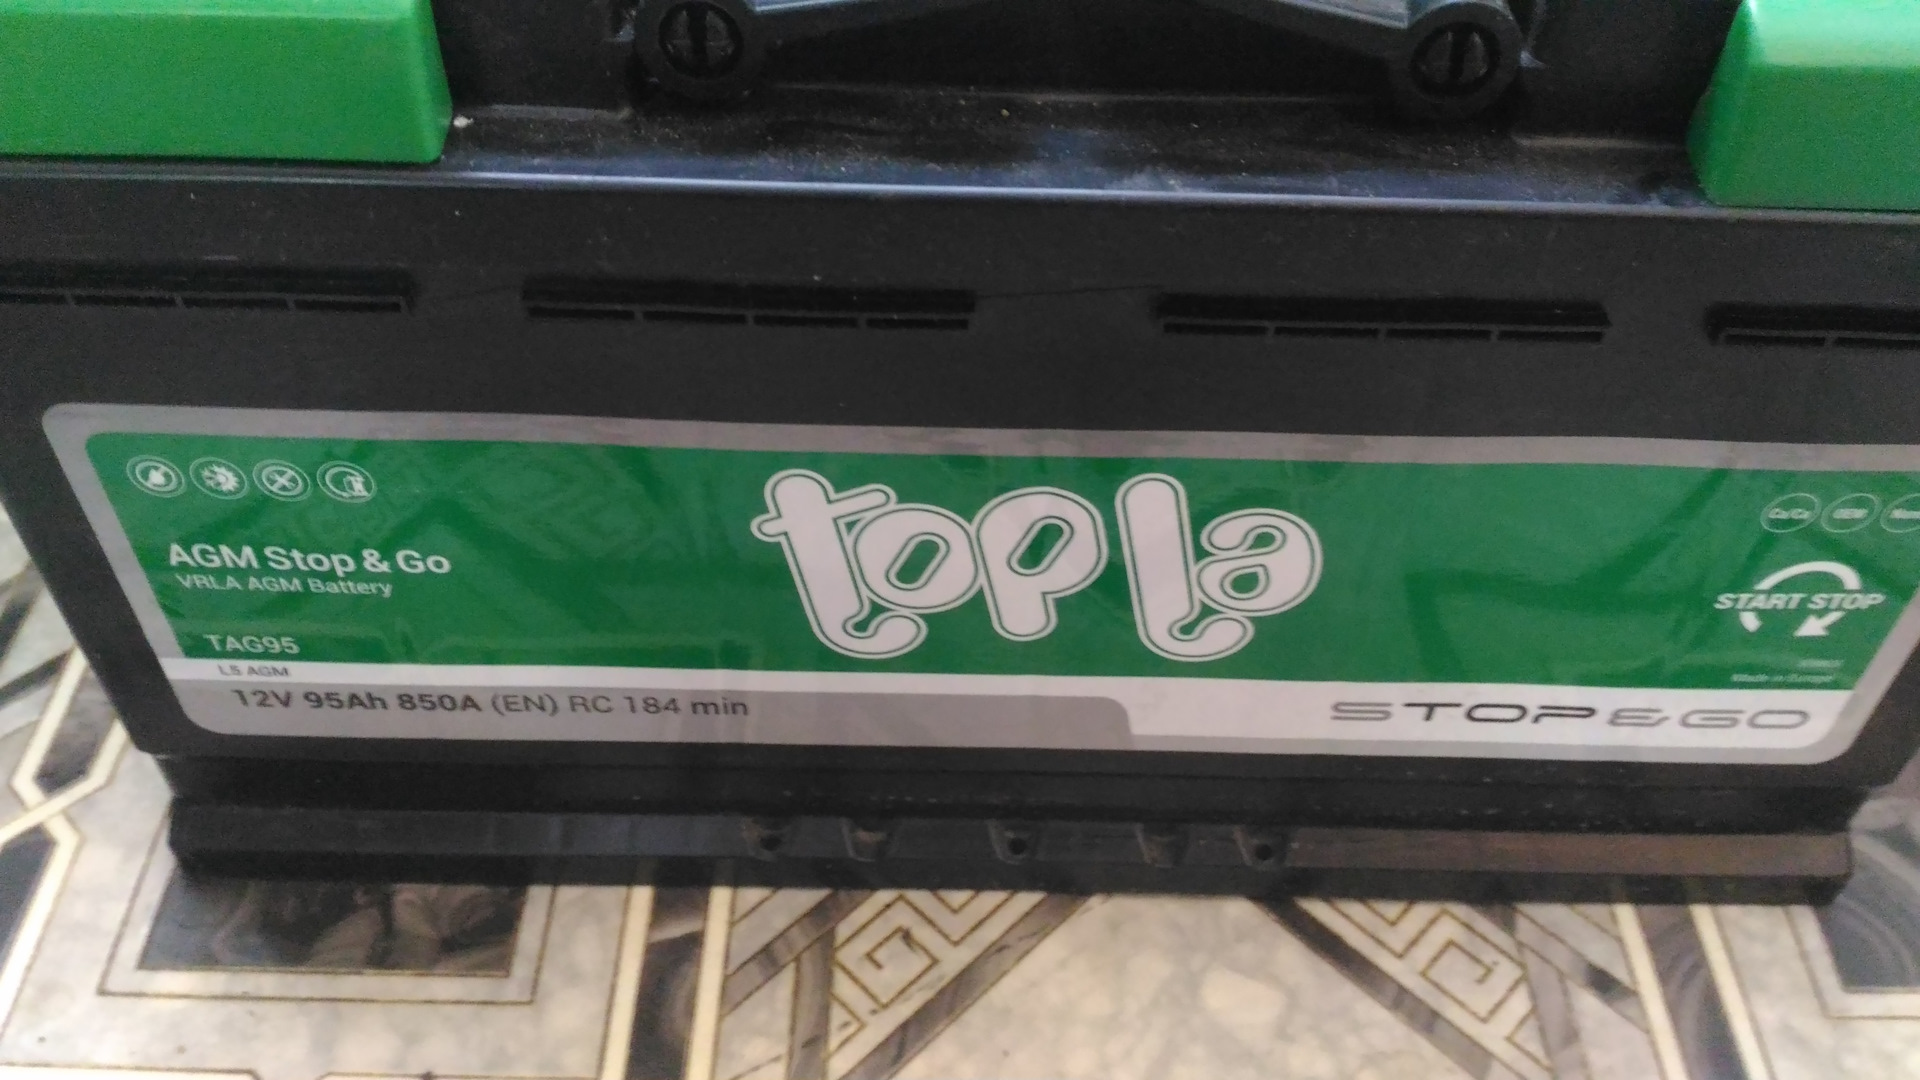 topla
AGM Stop & Go
VRLA AGM Battery
TAG95
L5 AGM
12V 95Ah 850A (EN) RC 184 min
START STOP
Made in Europe
STOP&GO